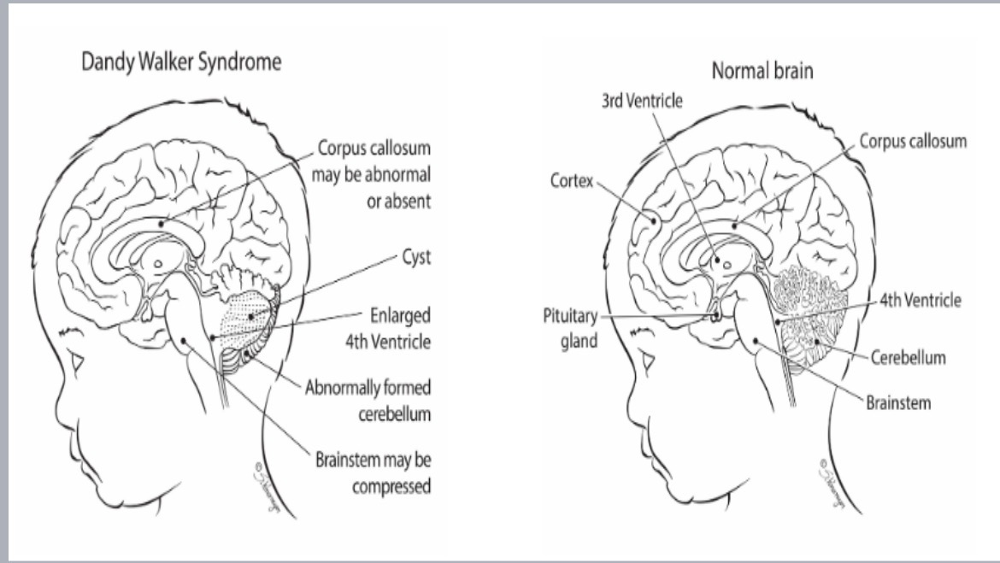 Dandy Walker Syndrome
Corpus callosum
may be abnormal
or absent
Cyst
Enlarged
4th Ventricle
Abnormally formed
cerebellum
Brainstem may be
compressed
Normal brain
3rd Ventricle
Corpus callosum
Cortex
4th Ventricle
Pituitary
gland
Cerebellum
Brainstem